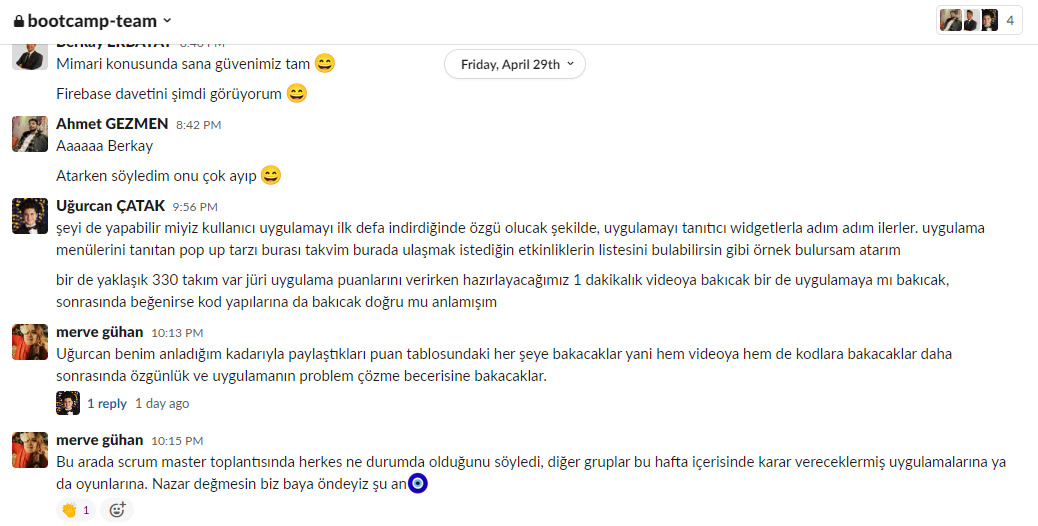 bootcamp-team
4
Friday, April 29th
Mimari konusunda sana güvenimiz tam 😄
Firebase davetini şimdi görüyorum 😄
Ahmet GEZMEN 8:42 PM
Aaaaaa Berkay
Atarken söyledim onu çok ayıp 😄
Uğurcan ÇATAK 9:56 PM
şeyi de yapabilir miyiz kullanıcı uygulamayı ilk defa indirdiğinde özgü olucak şekilde, uygulamayı tanıtici widgetlerla adım adım ilerler. uygulama
menülerini tanıtan pop up tarzı burası takvim burada ulaşmak istediğin etkinliklerin listesini bulabilirsin gibi örnek bulursam atarım
bir de yaklaşık 330 takım var jüri uygulama puanlarını verirken hazırlayacağımız 1 dakikalık videoya bakıcak bir de uygulamaya mı bakıcak,
sonrasında beğenirse kod yapılarına da bakıcak doğru mu anlamışım
merve gühan 10:13 PM
Uğurcan benim anladığım kadarıyla paylaştıkları puan tablosundaki her şeye bakacaklar yani hem videoya hem de kodlara bakacaklar daha
sonrasında özgünlük ve uygulamanın problem çözme becerisine bakacaklar.
1 reply 1 day ago
merve gühan 10:15 PM
Bu arada scrum master toplantısında herkes ne durumda olduğunu söyledi, diğer gruplar bu hafta içerisinde karar vereceklermiş uygulamalarına ya
da oyunlarına. Nazar değmesin biz baya öndeyiz şu an🧿
👏 1